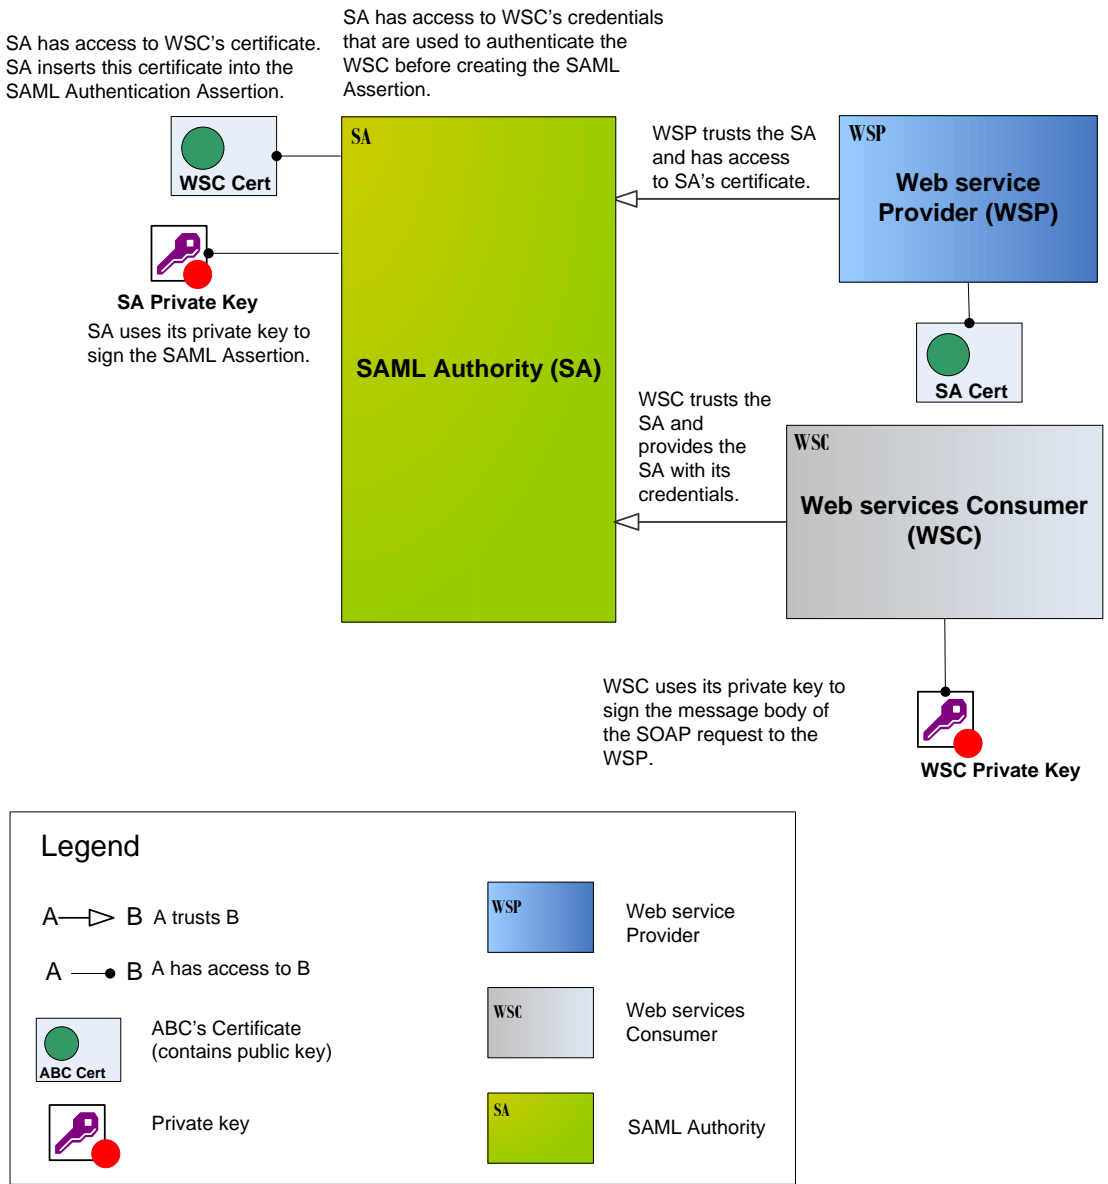 SA has access to WSC's certificate.
SA inserts this certificate into the
SAML Authentication Assertion.
SA has access to WSC's credentials
that are used to authenticate the
WSC before creating the SAML
Assertion.
WSC Cert
SA Private Key
SA uses its private key to
sign the SAML Assertion.
SA
SAML Authority (SA)
WSP trusts the SA
and has access
to SA's certificate.
WSP
Web service
Provider (WSP)
SA Cert
WSC trusts the
SA and
provides the
SA with its
credentials.
WSC
Web services Consumer
(WSC)
WSC uses its private key to
sign the message body of
the SOAP request to the
WSP.
WSC Private Key
Legend
A B A trusts B
A B A has access to B
ABC Cert
ABC's Certificate
(contains public key)
Private key
WSP
Web service
Provider
WSC
Web services
Consumer
SA
SAML Authority